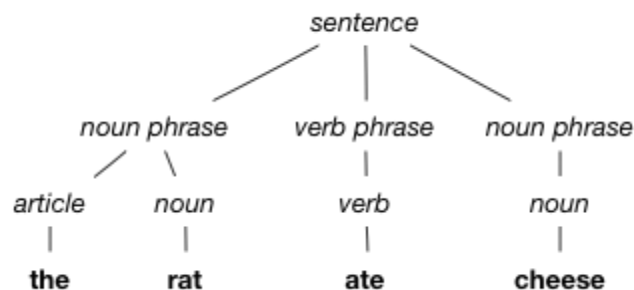 sentence
noun phrase verb phrase noun phrase
article noun verb noun
the rat ate cheese